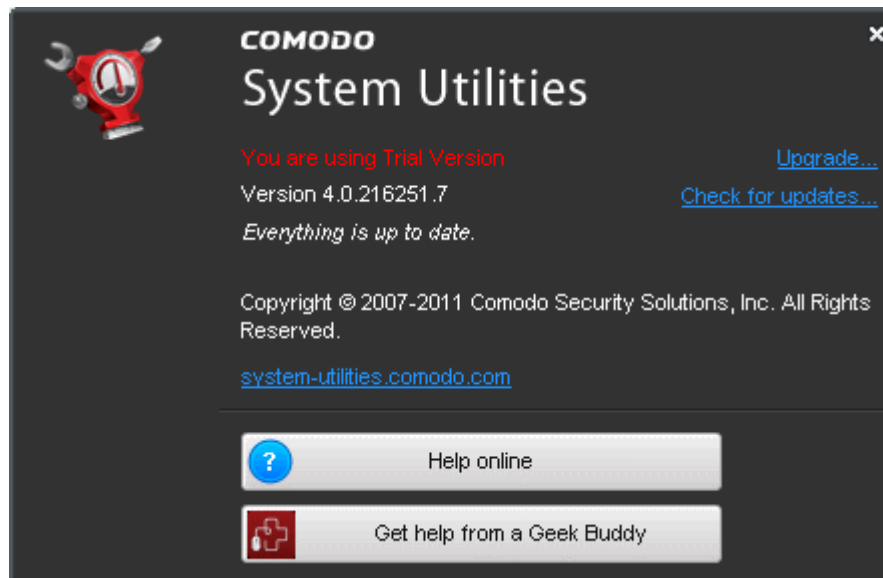 COMODO
System Utilities
You are using Trial Version
Upgrade...
Version 4.0.216251.7
Check for updates...
Everything is up to date.
Copyright © 2007-2011 Comodo Security Solutions, Inc. All Rights
Reserved.
system-utilities.comodo.com
? Help online
Get help from a Geek Buddy